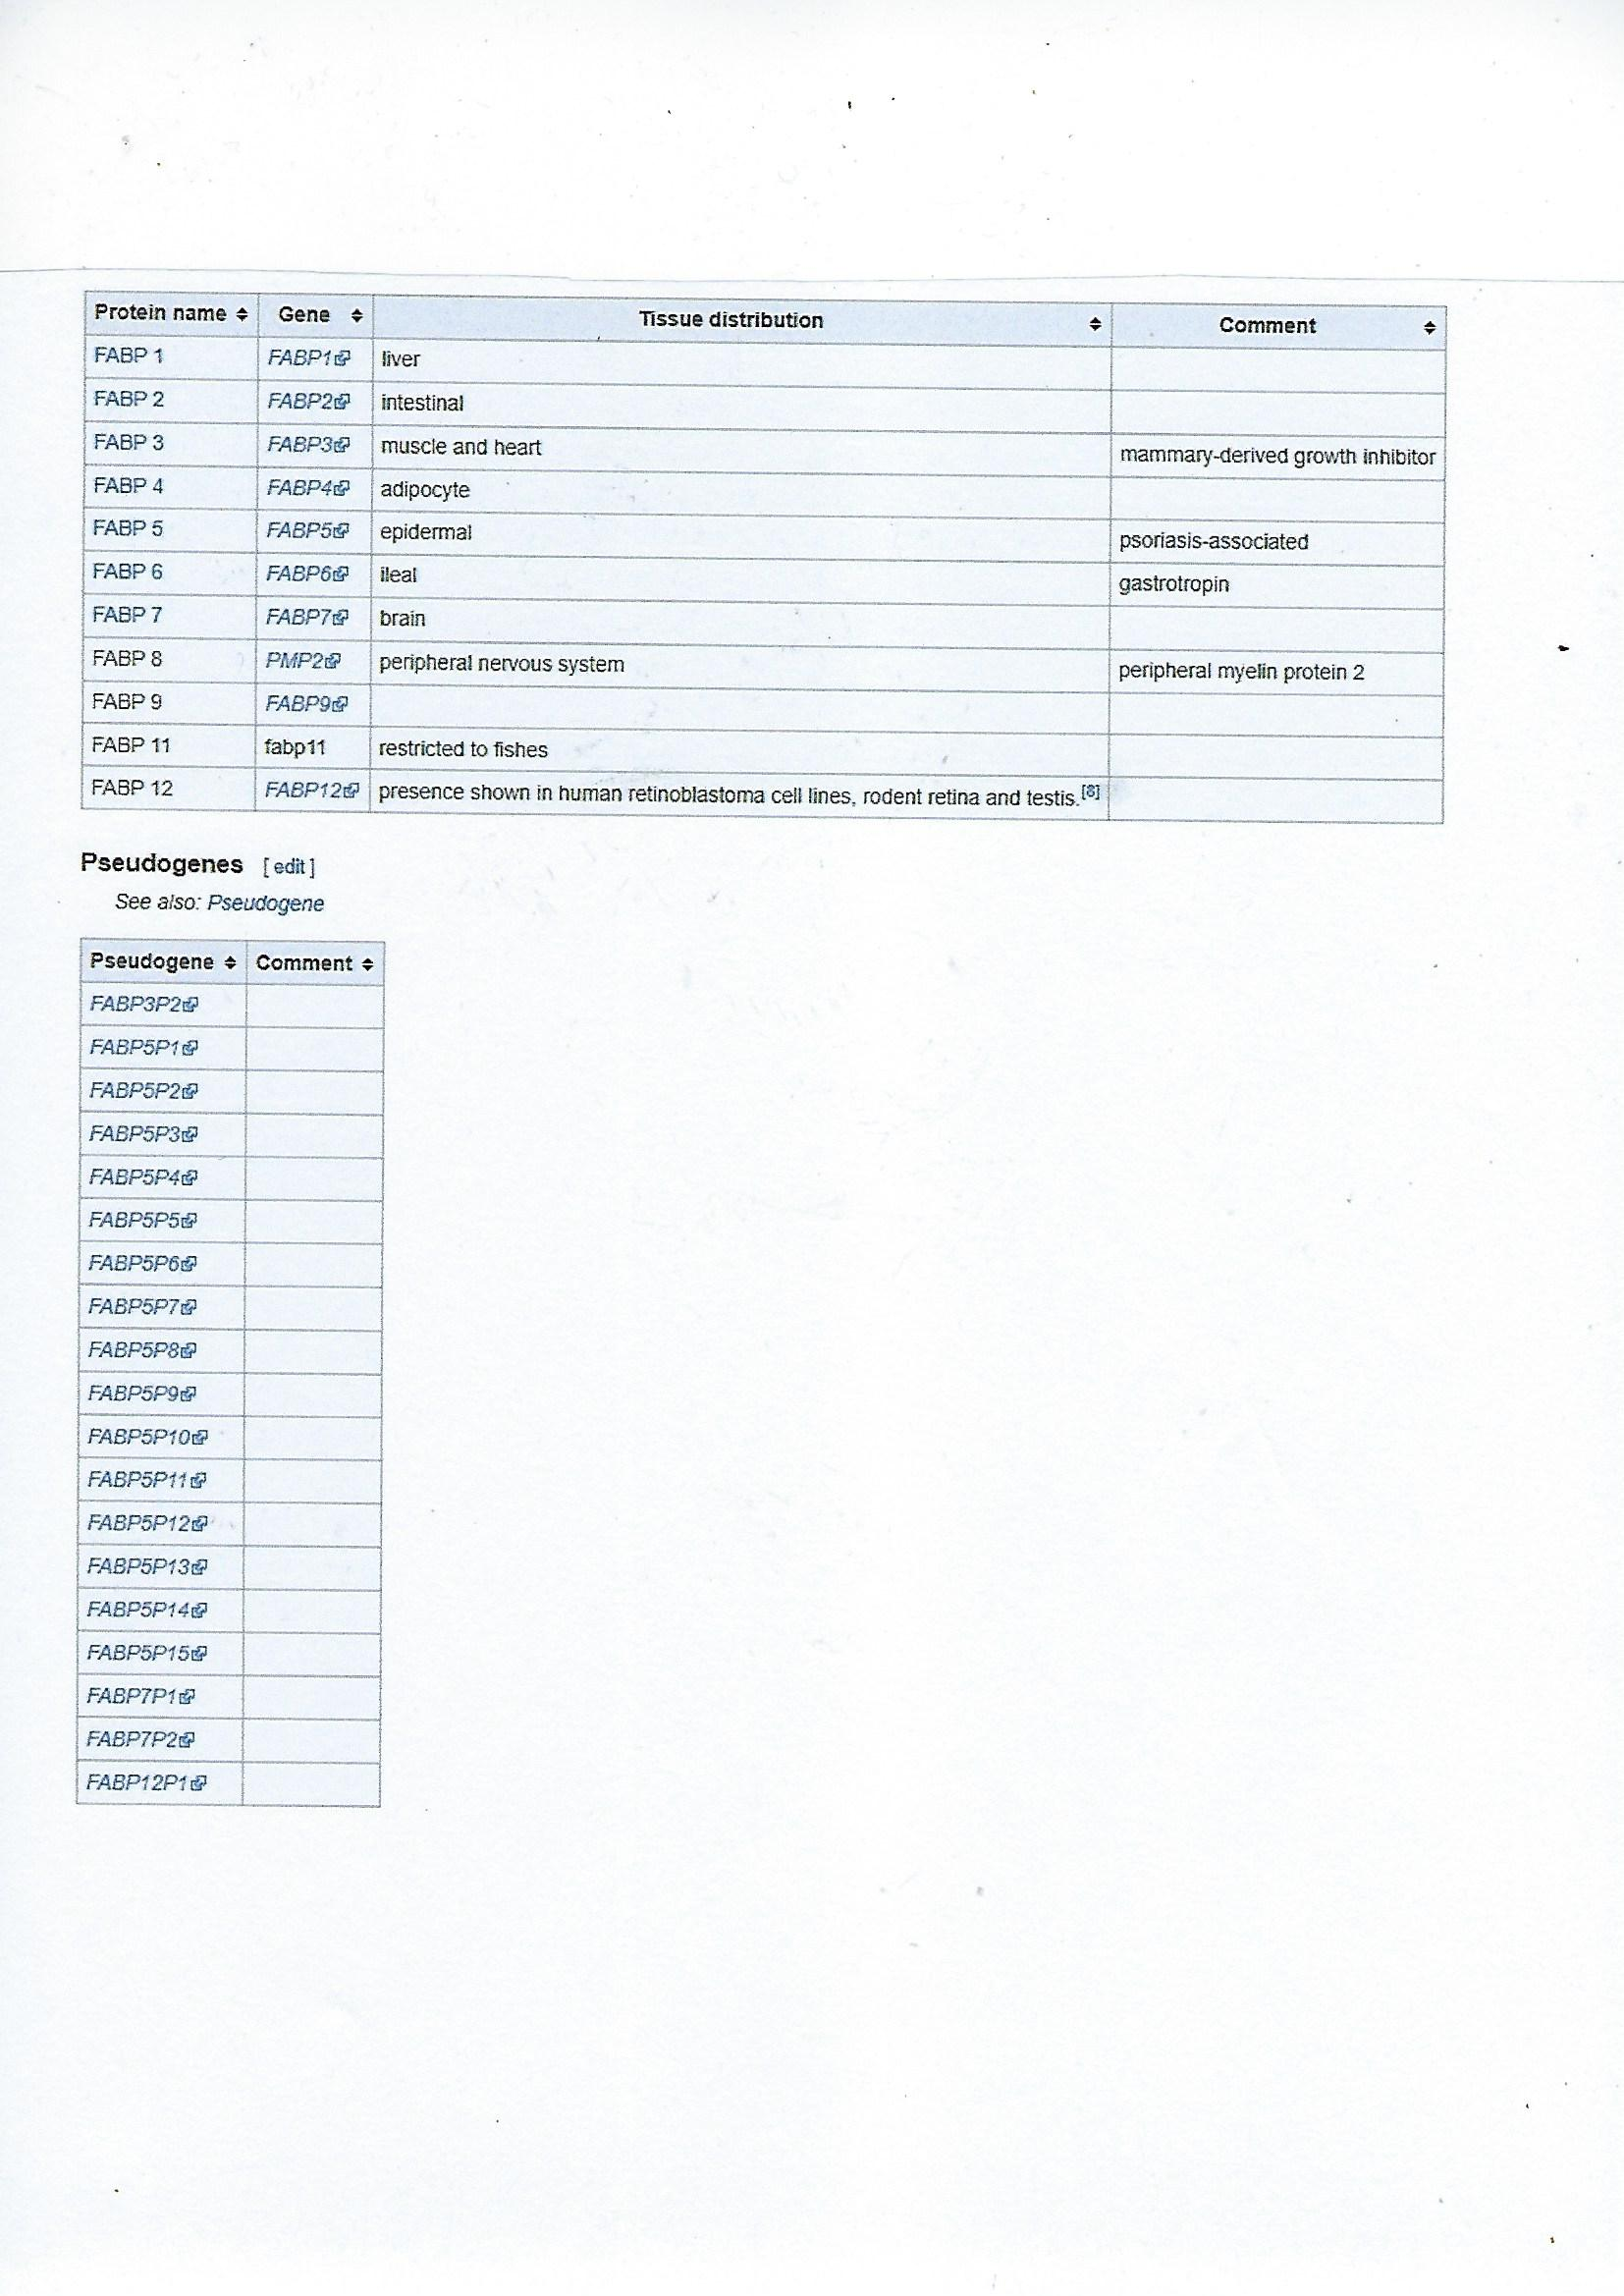 Protein name Gene Tissue distribution Comment
FABP 1 FABP1 liver
FABP 2 FABP2 intestinal
FABP 3 FABP3 muscle and heart mammary-derived growth inhibitor
FABP 4 FABP4 adipocyte
FABP 5 FABP5 epidermal psoriasis-associated
FABP 6 FABP6 ileal gastrotropin
FABP 7 FABP7 brain
FABP 8 PMP2 peripheral nervous system peripheral myelin protein 2
FABP 9 FABP9
FABP 11 fabp11 restricted to fishes
FABP 12 FABP12 presence shown in human retinoblastoma cell lines, rodent retina and testis.[8]
Pseudogenes [ edit ]
See also: Pseudogene
Pseudogene Comment
FABP3P2
FABP5P1
FABP5P2
FABP5P3
FABP5P4
FABP5P5
FABP5P6
FABP5P7
FABP5P8
FABP5P9
FABP5P10
FABP5P11
FABP5P12
FABP5P13
FABP5P14
FABP5P15
FABP7P1
FABP7P2
FABP12P1